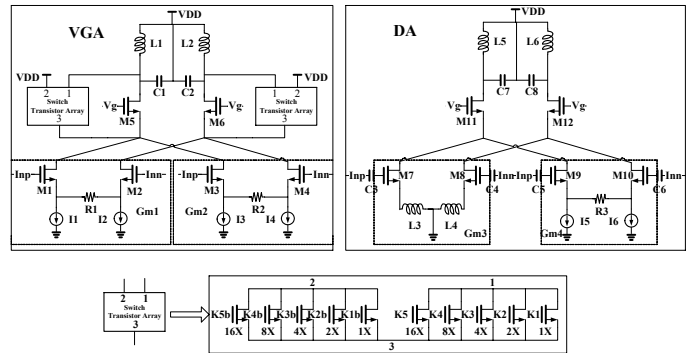 VDD
VGA
L1 L2
VDD
VDD
2 1
Switch
Transistor Array
3
C1 C2
1 2
Switch
Transistor Array
3
Vg
M5
Vg
M6
Inp
M1
Inn
M2
Inp
M3
Inn
M4
R1
R2
I1 I2 Gm1
Gm2 I3 I4
VDD
DA
L5 L6
C7 C8
Vg
M11
Vg
M12
Inp
C3
M7
M8
Inn
C4
Inp
C5
M9
M10
Inn
C6
L3 L4
Gm3
R3
I5 I6
Gm4
2 1
Switch
Transistor Array
3
2 1
K5b K4b K3b K2b K1b K5 K4 K3 K2 K1
16X 8X 4X 2X 1X 16X 8X 4X 2X 1X
3